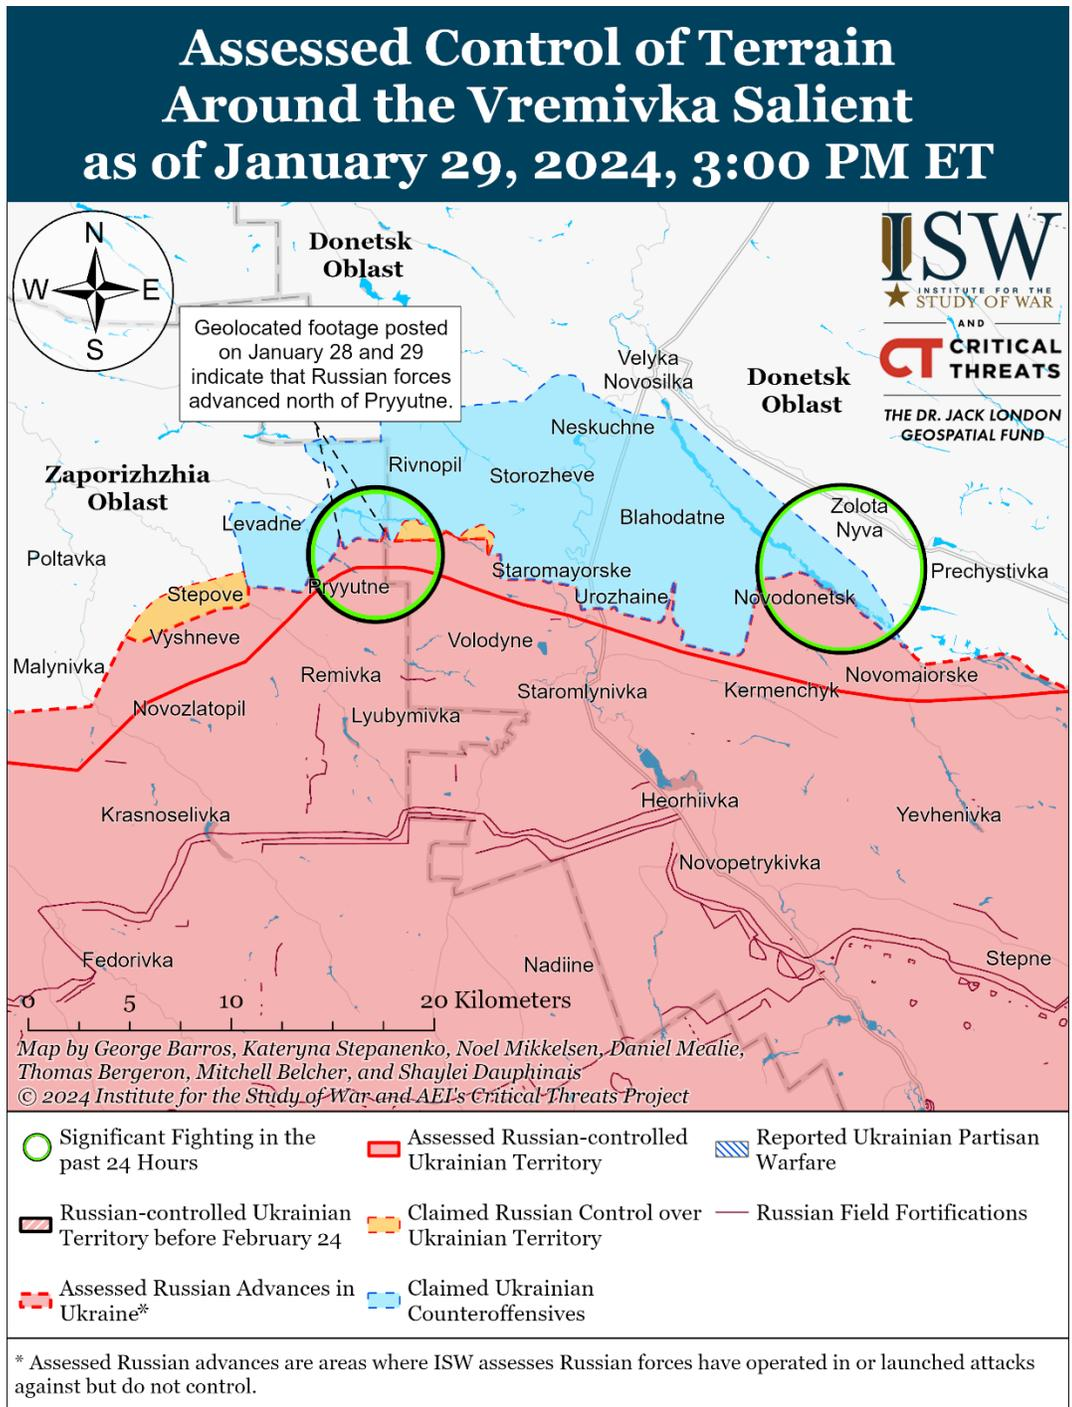 Assessed Control of Terrain
Around the Vremivka Salient
as of January 29, 2024, 3:00 PM ET
N
W
E
S
Donetsk
Oblast
ISW
INSTITUTE FOR THE
STUDY OF WAR
AND
CT CRITICAL
THREATS
THE DR. JACK LONDON
GEOSPATIAL FUND
Geolocated footage posted
on January 28 and 29
indicate that Russian forces
advanced north of Pryyutne.
Velyka
Novosilka
Donetsk
Oblast
Neskuchne
Zaporizhzhia
Oblast
Rivnopil
Storozheve
Levadne
Blahodatne
Zolota
Nyva
Poltavka
Staromayorske
Prechystivka
Stepove
Pryyutne
Urozhaine
Novodonetsk
Vyshneve
Volodyne
Malynivka
Remivka
Novomaiorske
Staromlynivka
Kermenchyk
Novozlatopil
Lyubymivka
Heorhiivka
Krasnoselivka
Yevhenivka
Novopetrykivka
Fedorivka
Nadiine
Stepne
0 5 10 20 Kilometers
Map by George Barros, Kateryna Stepanenko, Noel Mikkelsen, Daniel Mealie,
Thomas Bergeron, Mitchell Belcher, and Shaylei Dauphinais
© 2024 Institute for the Study of War and AEI's Critical Threats Project
Significant Fighting in the
past 24 Hours
Russian-controlled Ukrainian
Territory before February 24
Assessed Russian Advances in
Ukraine*
Assessed Russian-controlled
Ukrainian Territory
Claimed Russian Control over
Ukrainian Territory
Claimed Ukrainian
Counteroffensives
Reported Ukrainian Partisan
Warfare
Russian Field Fortifications
* Assessed Russian advances are areas where ISW assesses Russian forces have operated in or launched attacks
against but do not control.